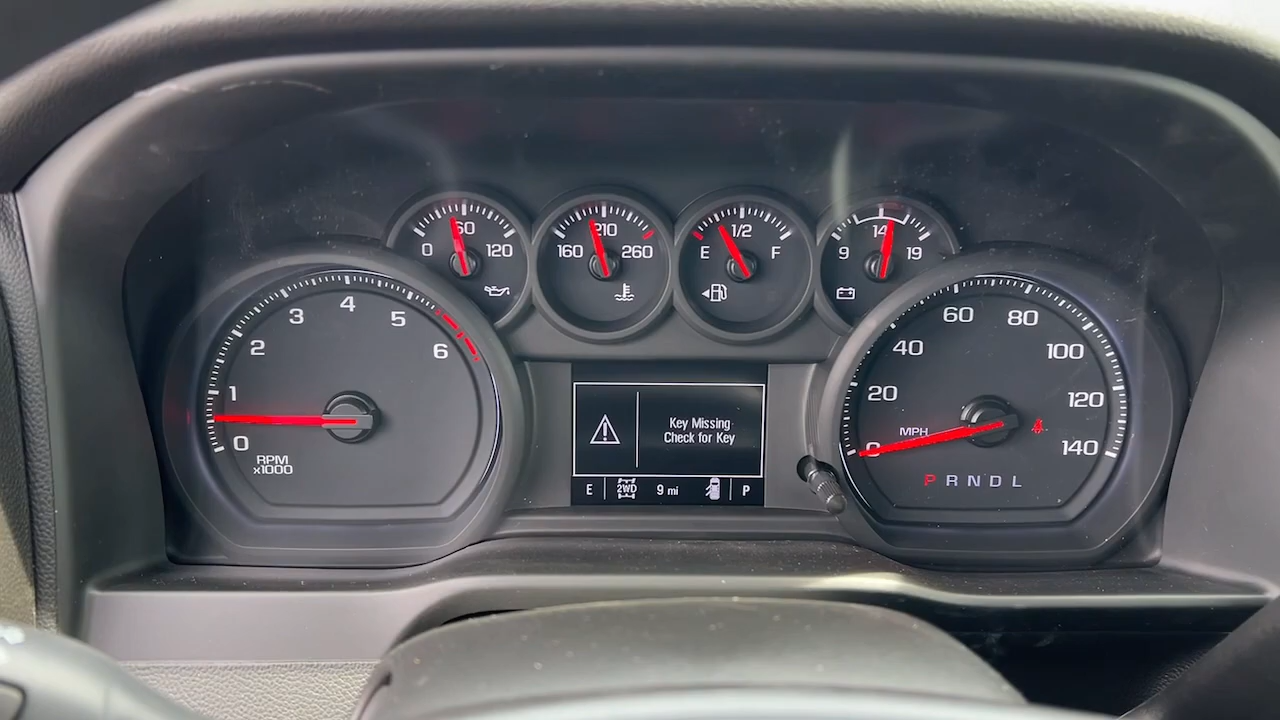 0 60 120
160 210 260
E 1/2 F
9 14 19
0 1 2 3 4 5 6
RPM
x1000
Key Missing
Check for Key
E 2WD 9 mi P
0 20 40 60 80 100 120 140
MPH
P R N D L